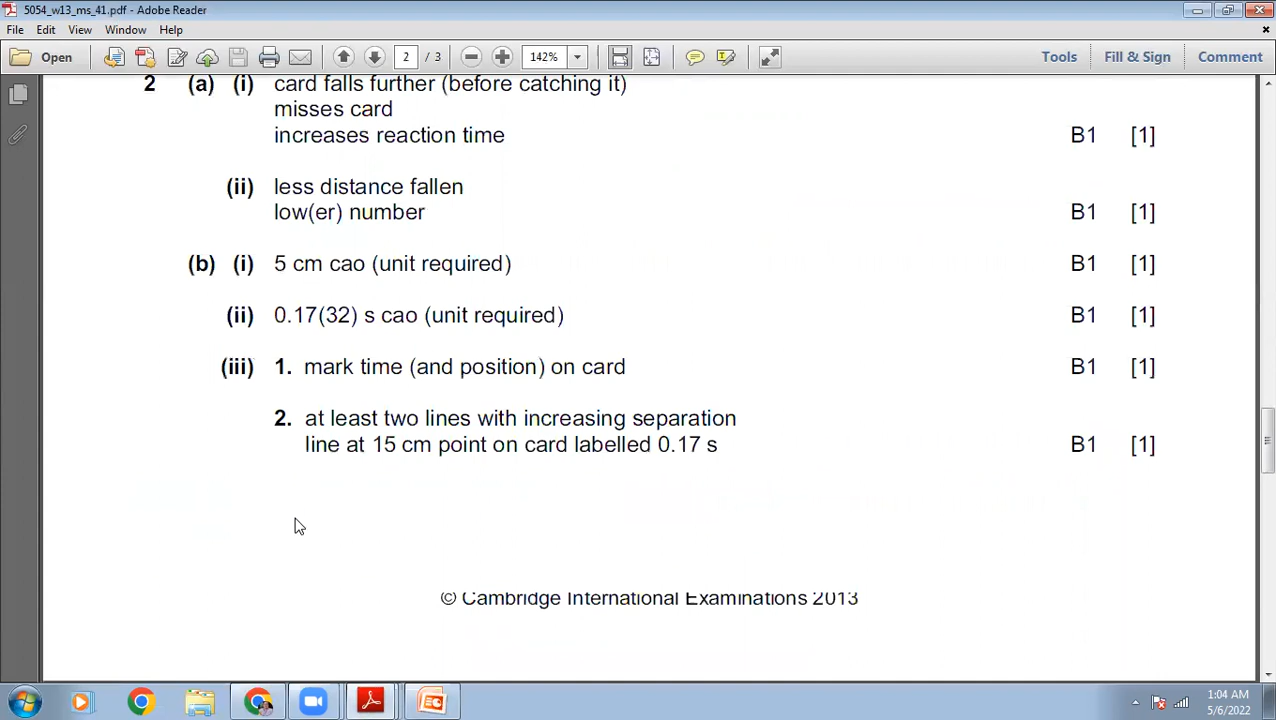 5054_w13_ms_41.pdf - Adobe Reader
File Edit View Window Help
Open 2 / 3 142% Tools Fill & Sign Comment
2 (a) (i) card falls further (before catching it)
misses card
increases reaction time B1 [1]
(ii) less distance fallen
low(er) number B1 [1]
(b) (i) 5 cm cao (unit required) B1 [1]
(ii) 0.17(32) s cao (unit required) B1 [1]
(iii) 1. mark time (and position) on card B1 [1]
2. at least two lines with increasing separation
line at 15 cm point on card labelled 0.17 s B1 [1]
© Cambridge International Examinations 2013
1:04 AM
5/6/2022